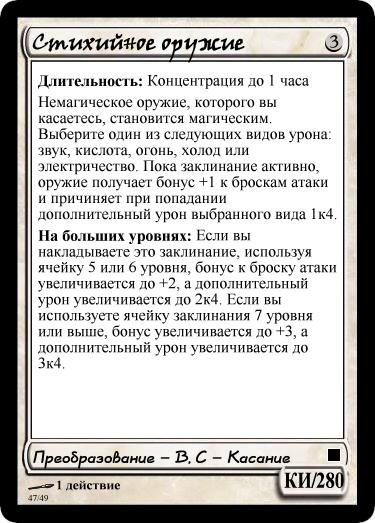 Стихийное оружие
3
Длительность: Концентрация до 1 часа
Немагическое оружие, которого вы
касаетесь, становится магическим.
Выберите один из следующих видов урона:
звук, кислота, огонь, холод или
электричество. Пока заклинание активно,
оружие получает бонус +1 к броскам атаки
и причиняет при попадании
дополнительный урон выбранного вида 1к4.
На больших уровнях: Если вы
накладываете это заклинание, используя
ячейку 5 или 6 уровня, бонус к броску атаки
увеличивается до +2, а дополнительный
урон увеличивается до 2к4. Если вы
используете ячейку заклинания 7 уровня
или выше, бонус увеличивается до +3, а
дополнительный урон увеличивается до
3к4.
Преобразование – В, С – Касание
1 действие
КИ/280
47/49